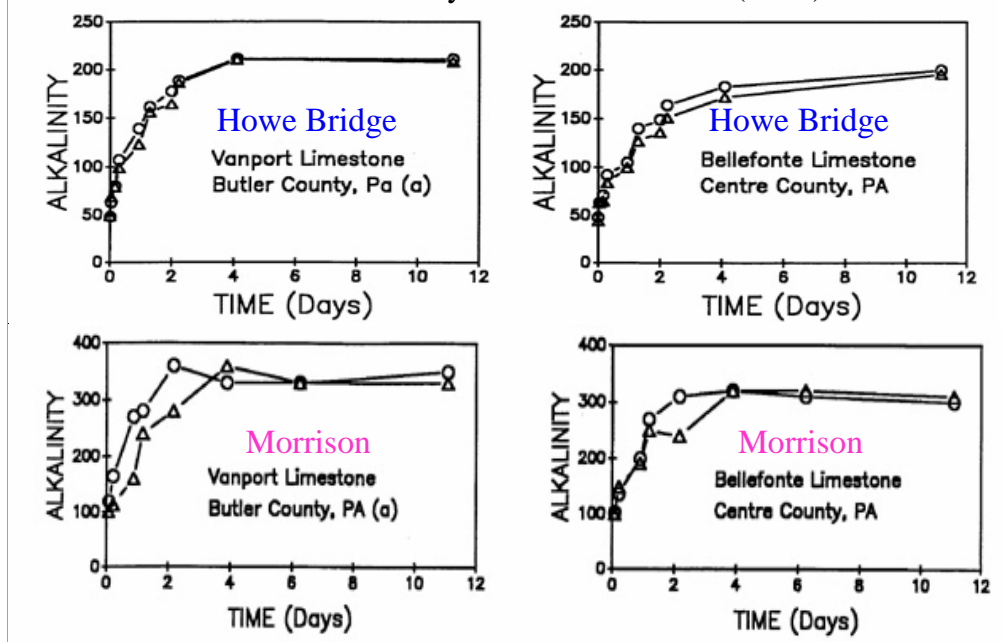 250
200
150
100
50
0
ALKALINITY
Howe Bridge
Vanport Limestone
Butler County, Pa (a)
0 2 4 6 8 10 12
TIME (Days)
250
200
150
100
50
0
ALKALINITY
Howe Bridge
Bellefonte Limestone
Centre County, PA
0 2 4 6 8 10 12
TIME (Days)
400
300
200
100
0
ALKALINITY
Morrison
Vanport Limestone
Butler County, PA (a)
0 2 4 6 8 10 12
TIME (Days)
400
300
200
100
0
ALKALINITY
Morrison
Bellefonte Limestone
Centre County, PA
0 2 4 6 8 10 12
TIME (Days)